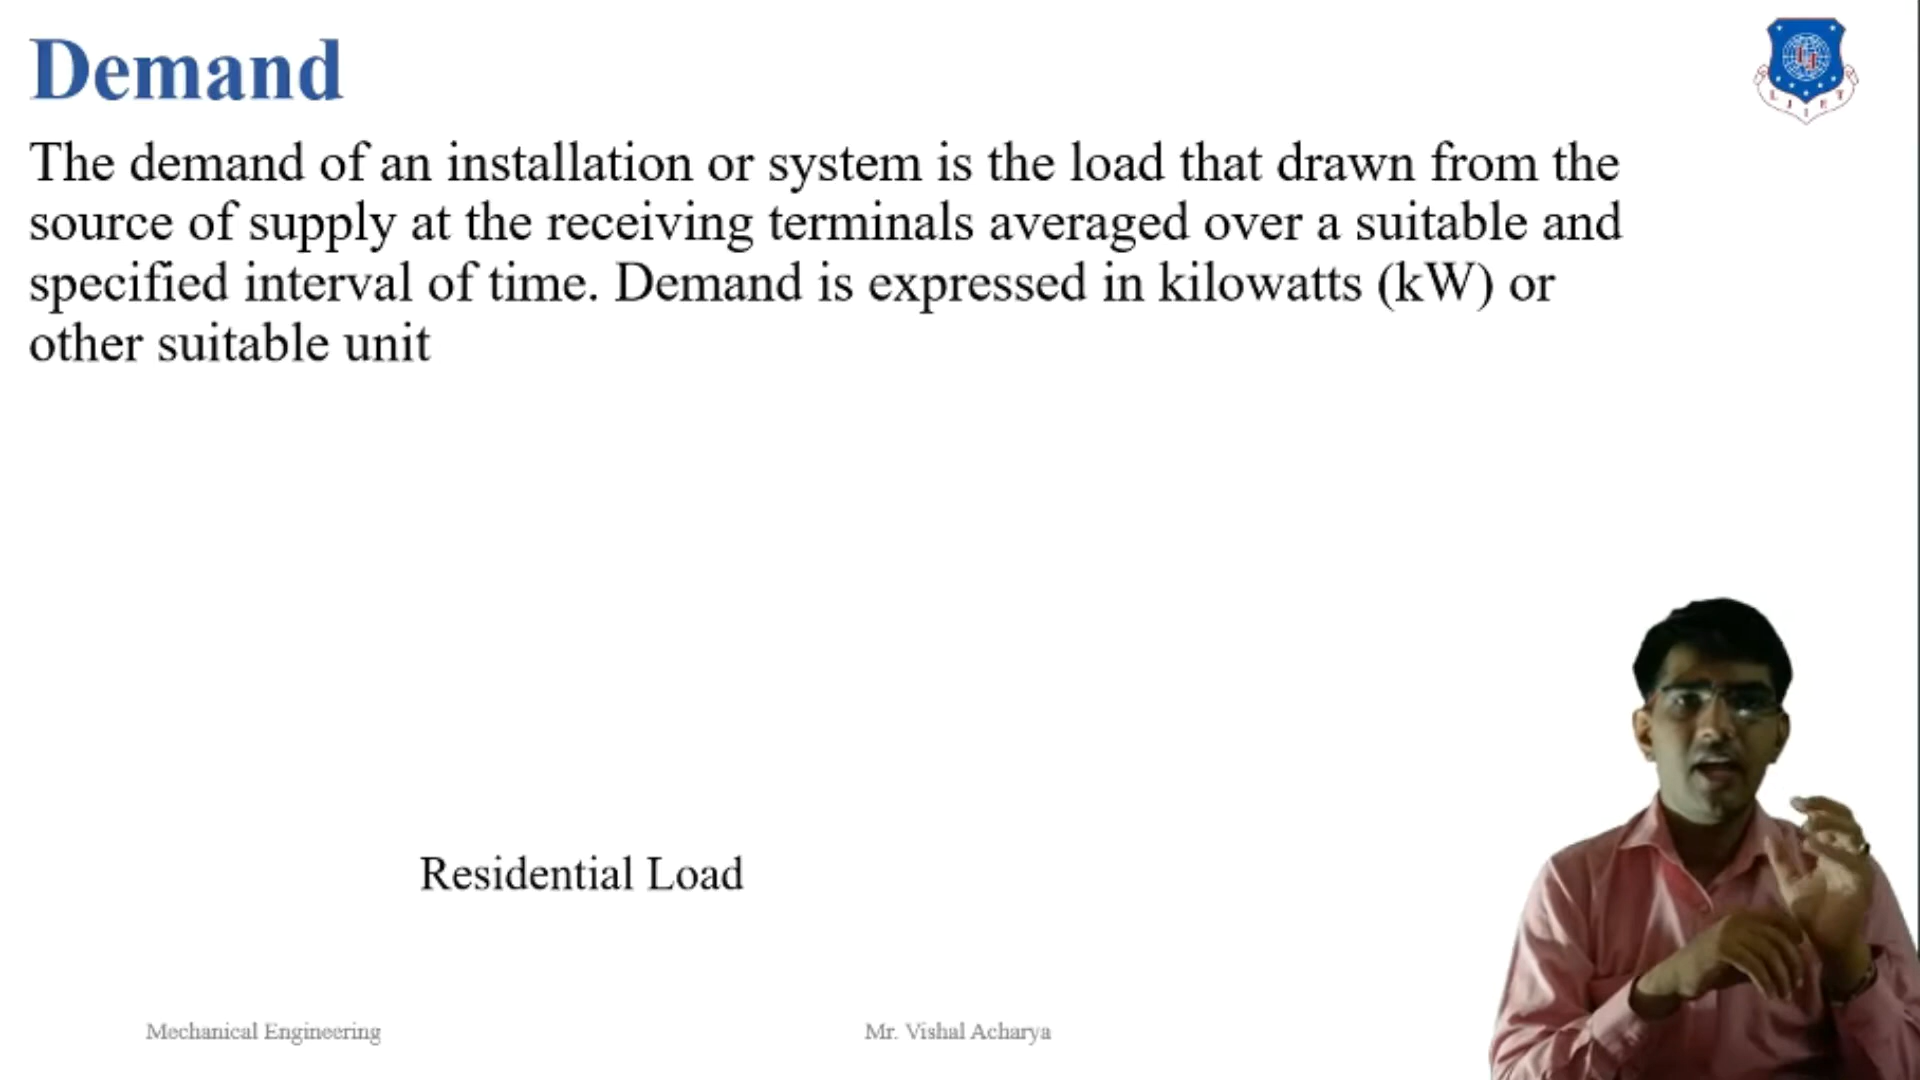 Demand
The demand of an installation or system is the load that drawn from the
source of supply at the receiving terminals averaged over a suitable and
specified interval of time. Demand is expressed in kilowatts (kW) or
other suitable unit
Residential Load
Mechanical Engineering
Mr. Vishal Acharya
L J I E T